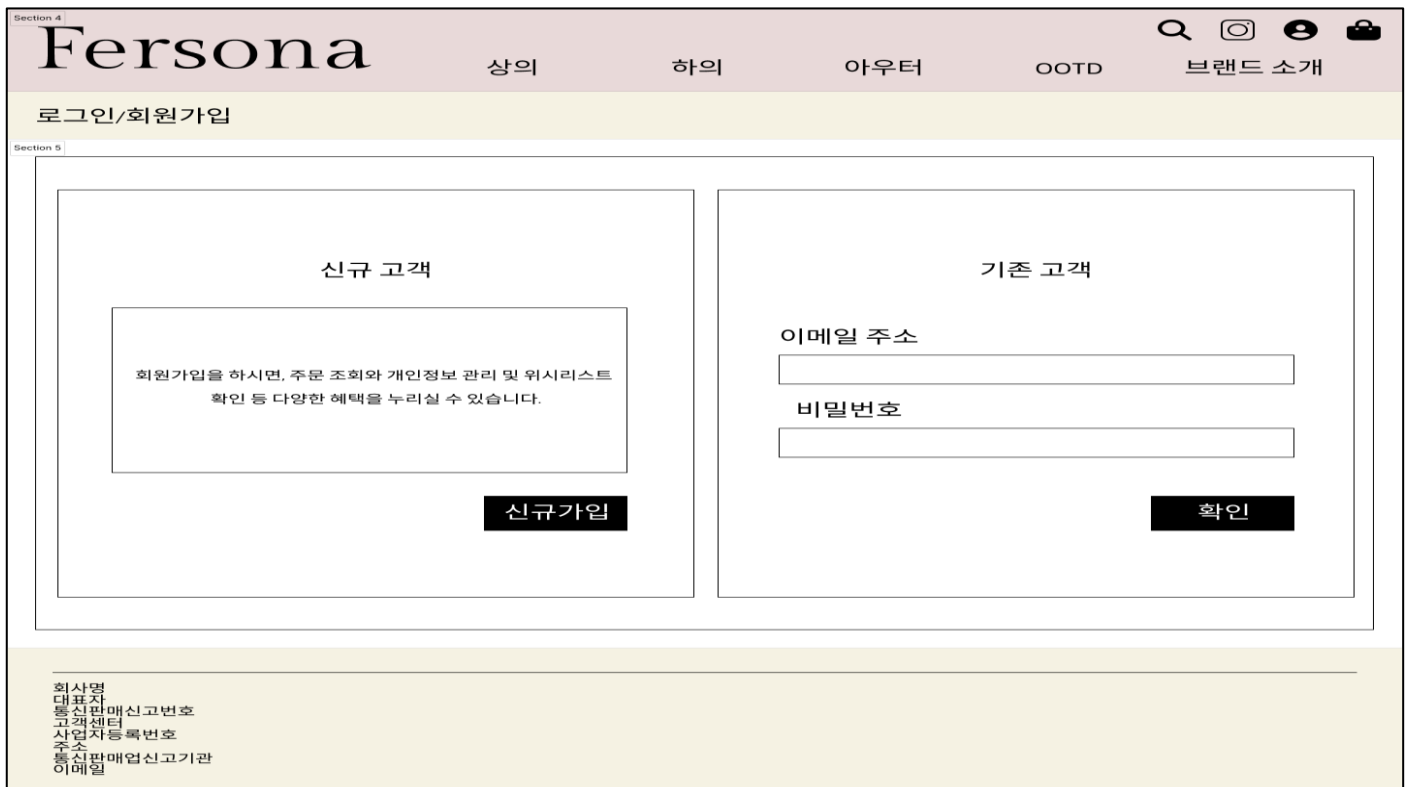 Section 4
Fersona
상의
하의
아우터
OOTD
브랜드 소개
로그인/회원가입
Section 5
신규 고객
회원가입을 하시면, 주문 조회와 개인정보 관리 및 위시리스트
확인 등 다양한 혜택을 누리실 수 있습니다.
신규가입
기존 고객
이메일 주소
비밀번호
확인
회사명
대표자
통신판매신고번호
고객센터
사업자등록번호
주소
통신판매업신고기관
이메일